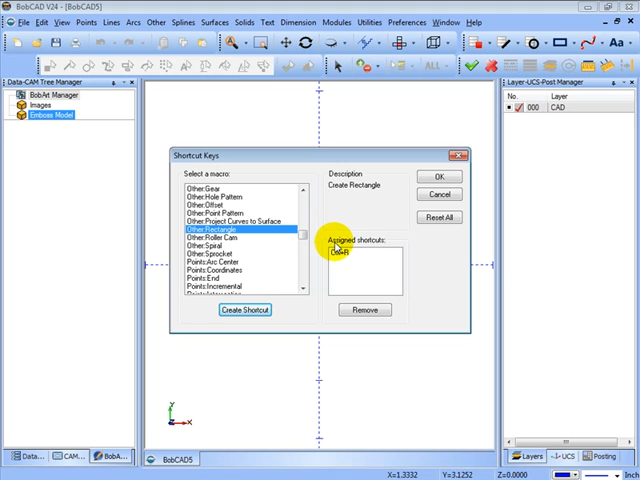 BobCAD V24 - [BobCAD5]
File Edit View Points Lines Arcs Other Splines Surfaces Solids Dimension Modules Utilities Preferences Window Help
Aa
ALL
Data-CAM Tree Manager
BobArt Manager
Images
Emboss Model
Layer-UCS-Post Manager
No. Layer
000 CAD
Shortcut Keys
Select a macro:
Other:Gear
Other:Hole Pattern
Other:Offset
Other:Point Pattern
Other:Project Curves to Surface
Other:Rectangle
Other:Roller Cam
Other:Spiral
Other:Sprocket
Points:Arc Center
Points:Coordinates
Points:End
Points:Incremental
Create Shortcut
Description
Create Rectangle
Assigned shortcuts:
Remove
OK
Cancel
Reset All
Y
X
Data... CAM... BobA...
BobCAD5
Layers UCS Posting
X=1.3332 Y=3.1252 Z=0.0000 Inch